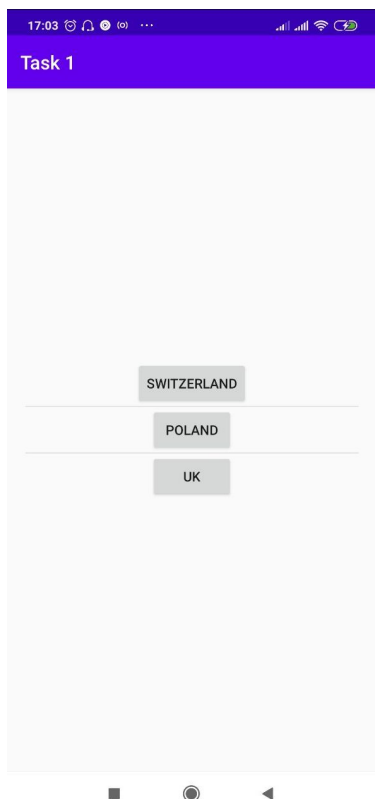 17:03
Task 1
SWITZERLAND
POLAND
UK